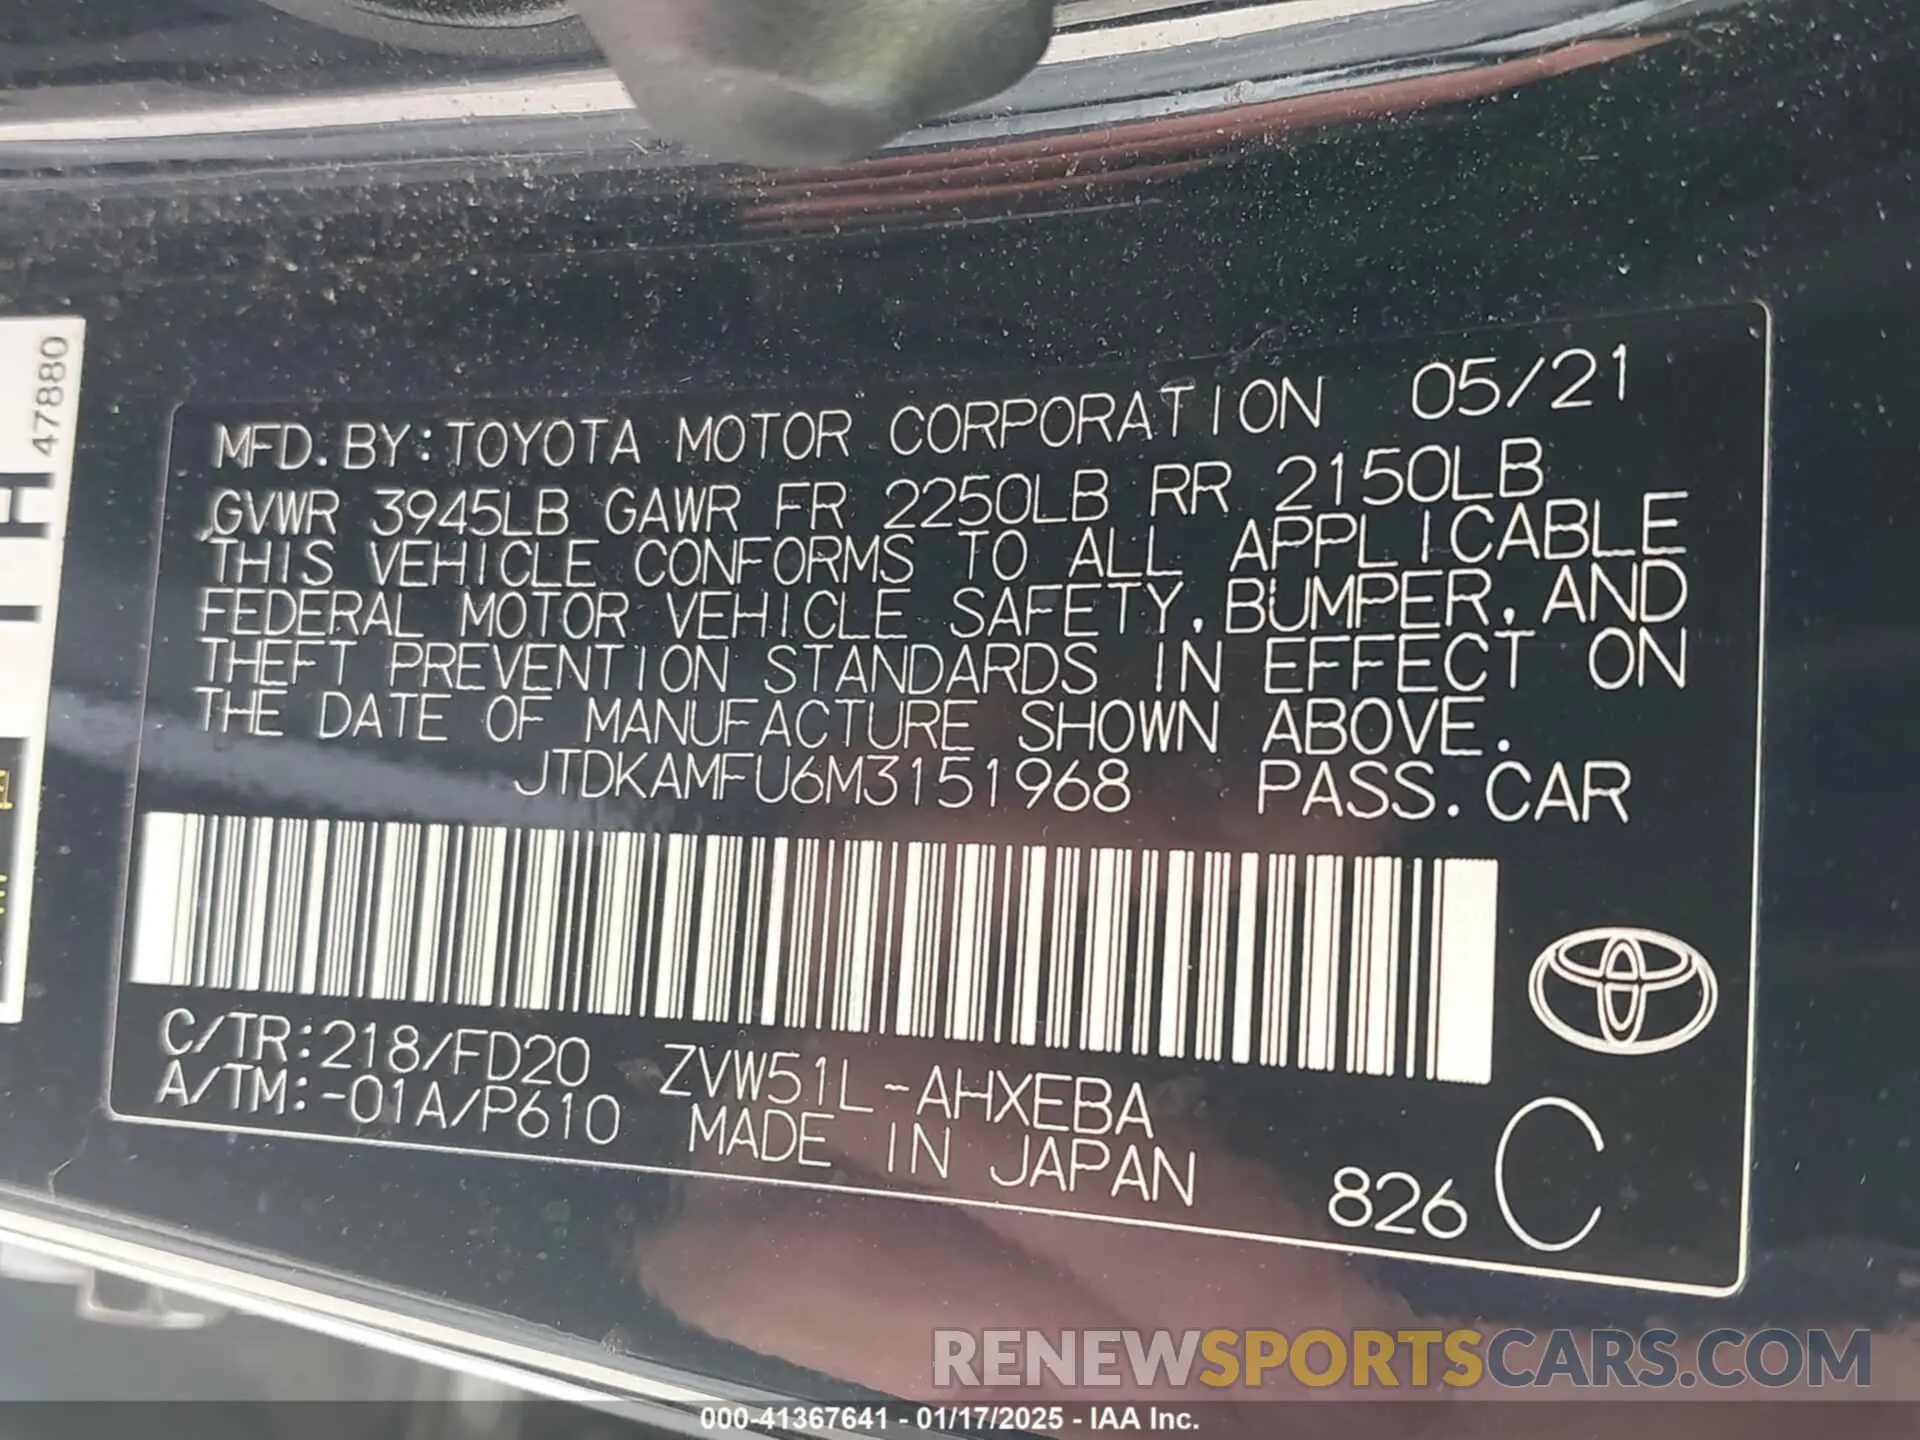 47880
TH
MFD.BY:TOYOTA MOTOR CORPORATION 05/21
GVWR 3945LB GAWR FR 2250LB RR 2150LB
THIS VEHICLE CONFORMS TO ALL APPLICABLE
FEDERAL MOTOR VEHICLE SAFETY, BUMPER, AND
THEFT PREVENTION STANDARDS IN EFFECT ON
THE DATE OF MANUFACTURE SHOWN ABOVE.
JTDKAMFU6M3151968 PASS.CAR
C/TR:218/FD20 ZVW51L-AHXEBA
A/TM:-01A/P610 MADE IN JAPAN
826 C
RENEWSPORTSCARS.COM
000-41367641 - 01/17/2025 - IAA Inc.